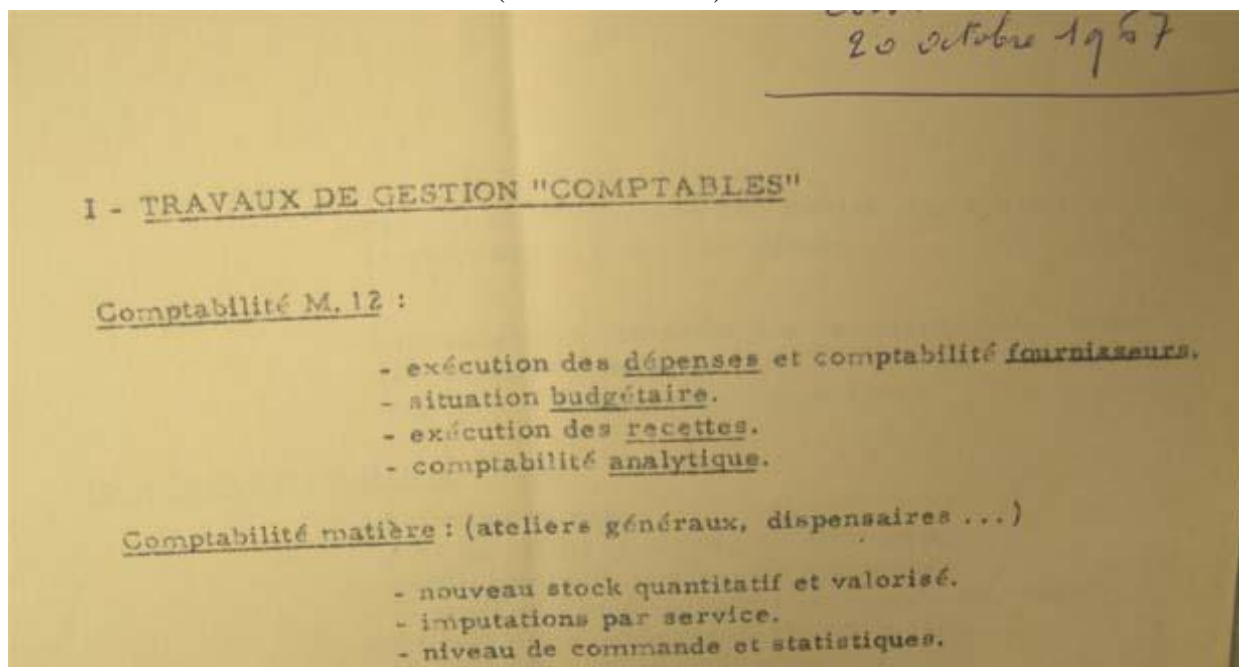 20 octobre 1967
I - TRAVAUX DE GESTION "COMPTABLES"
Comptabilité M. 12 :
- exécution des dépenses et comptabilité fournisseurs.
- situation budgétaire.
- exécution des recettes.
- comptabilité analytique.
Comptabilité matière : (ateliers généraux, dispensaires ...)
- nouveau stock quantitatif et valorisé.
- imputations par service.
- niveau de commande et statistiques.